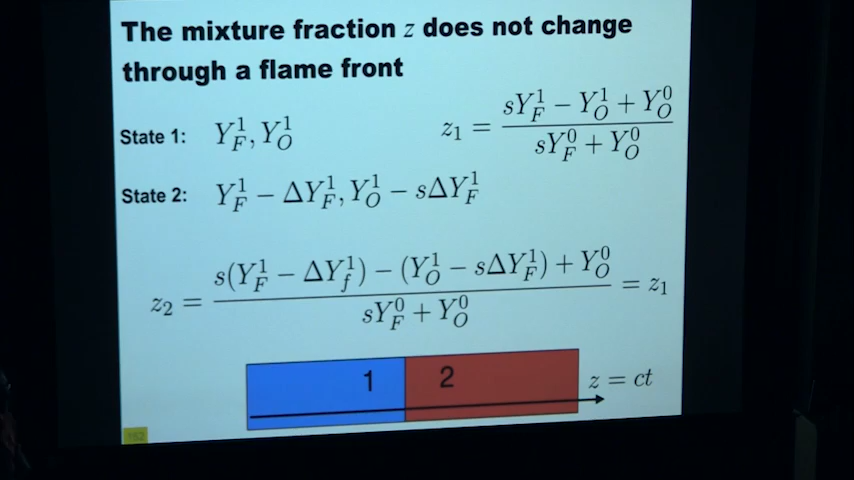 The mixture fraction z does not change
through a flame front
State 1: Y_F^1, Y_O^1
z_1 = \frac{sY_F^1 − Y_O^1 + Y_O^0}{sY_F^0 + Y_O^0}
State 2: Y_F^1 − ΔY_F^1, Y_O^1 − sΔY_F^1
z_2 = \frac{s(Y_F^1 − ΔY_f^1) − (Y_O^1 − sΔY_F^1) + Y_O^0}{sY_F^0 + Y_O^0} = z_1
1 2
z = ct